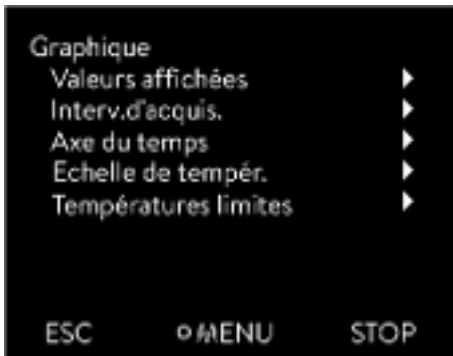 Graphique
Valeurs affichées
Interv.d'acquis.
Axe du temps
Echelle de tempér.
Températures limites
ESC MENU STOP